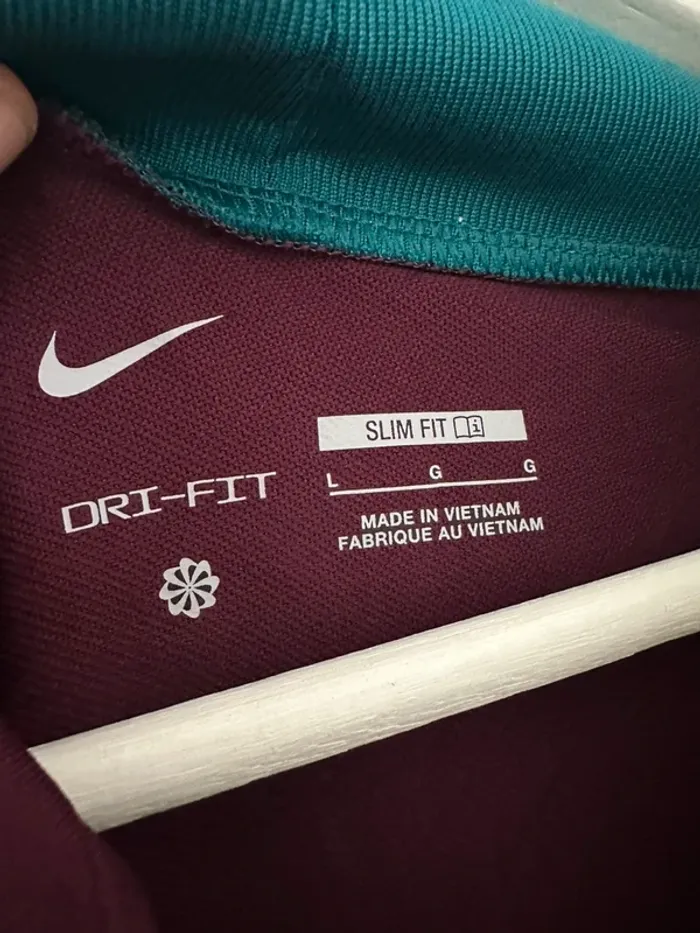 SLIM FIT
L G G
DRI-FIT
MADE IN VIETNAM
FABRIQUE AU VIETNAM